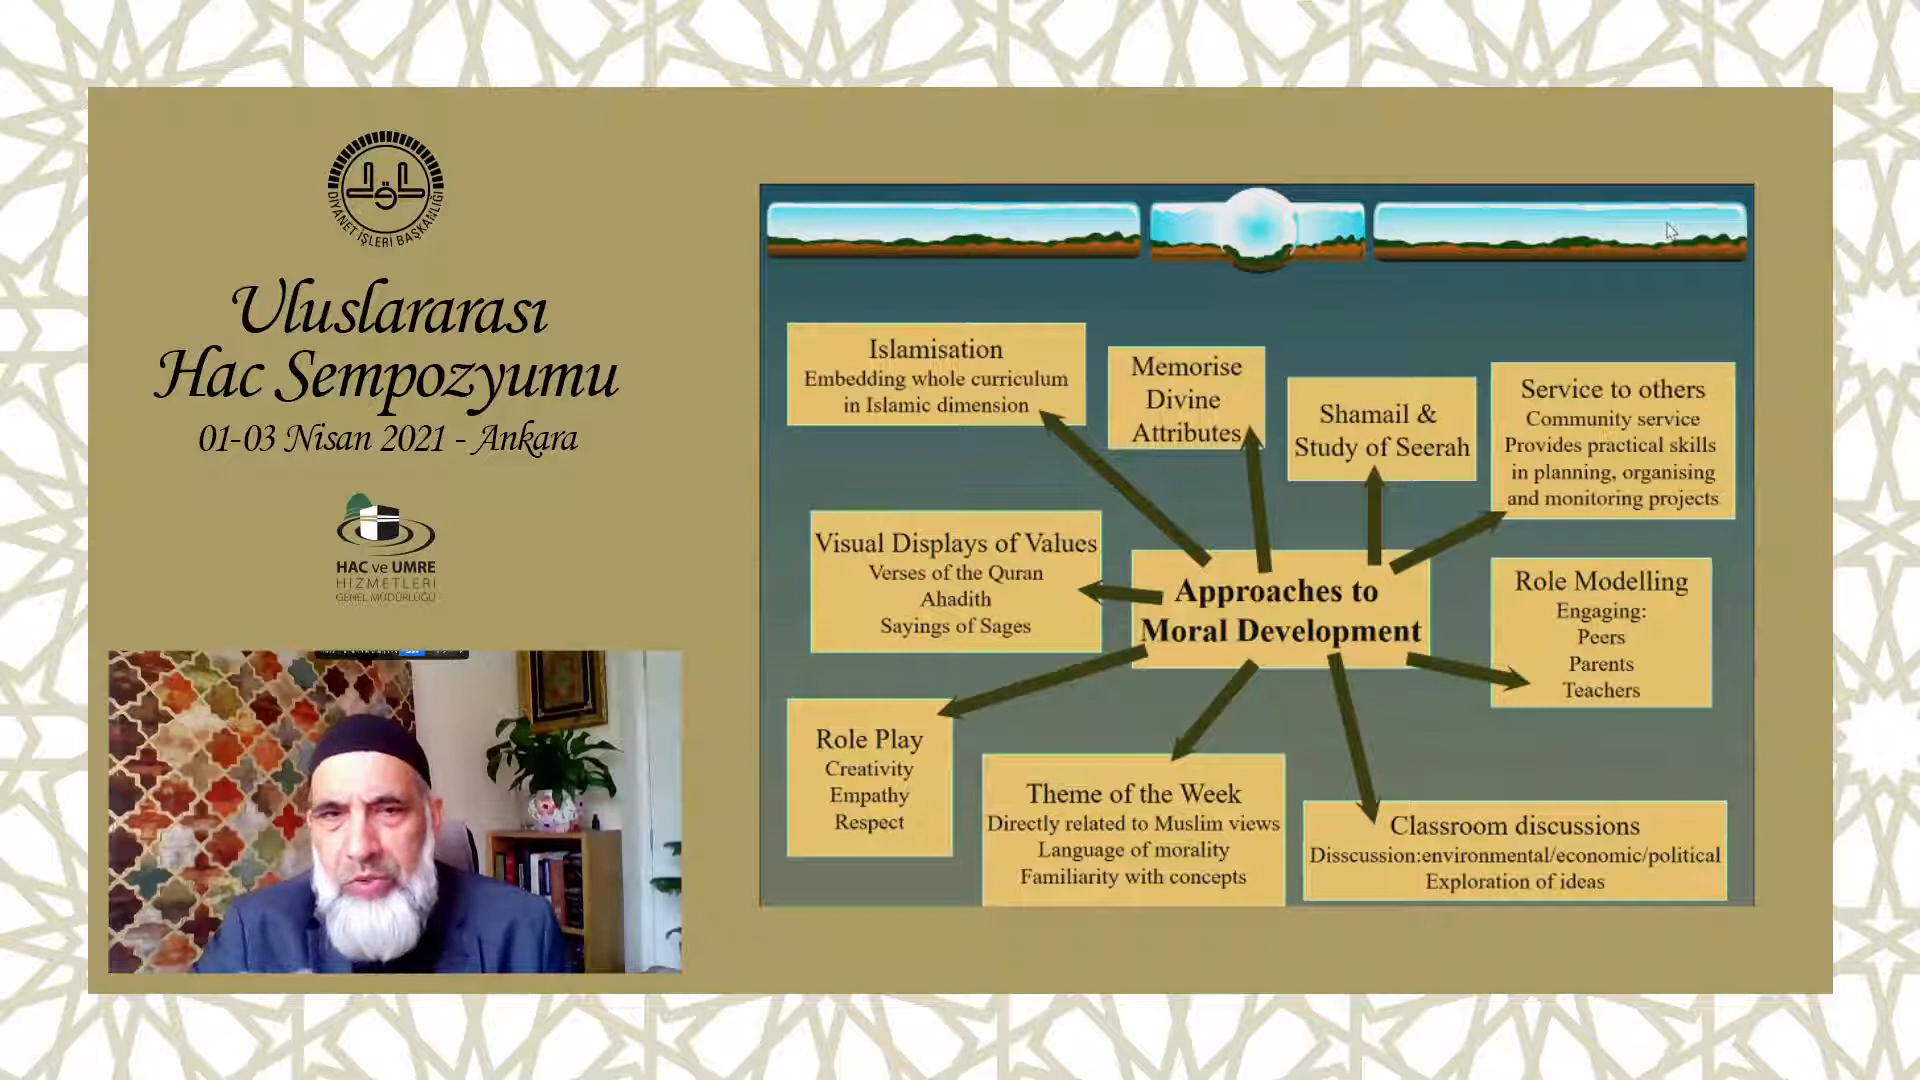 DİYANET İŞLERİ BAŞKANLIĞI
Uluslararası
Hac Sempozyumu
01-03 Nisan 2021 - Ankara
HAC ve UMRE
HİZMETLERİ
GENEL MÜDÜRLÜĞÜ
Islamisation
Embedding whole curriculum
in Islamic dimension
Memorise
Divine
Attributes
Shamail &
Study of Seerah
Service to others
Community service
Provides practical skills
in planning, organising
and monitoring projects
Visual Displays of Values
Verses of the Quran
Ahadith
Sayings of Sages
Approaches to
Moral Development
Role Modelling
Engaging:
Peers
Parents
Teachers
Role Play
Creativity
Empathy
Respect
Theme of the Week
Directly related to Muslim views
Language of morality
Familiarity with concepts
Classroom discussions
Disscussion:environmental/economic/political
Exploration of ideas